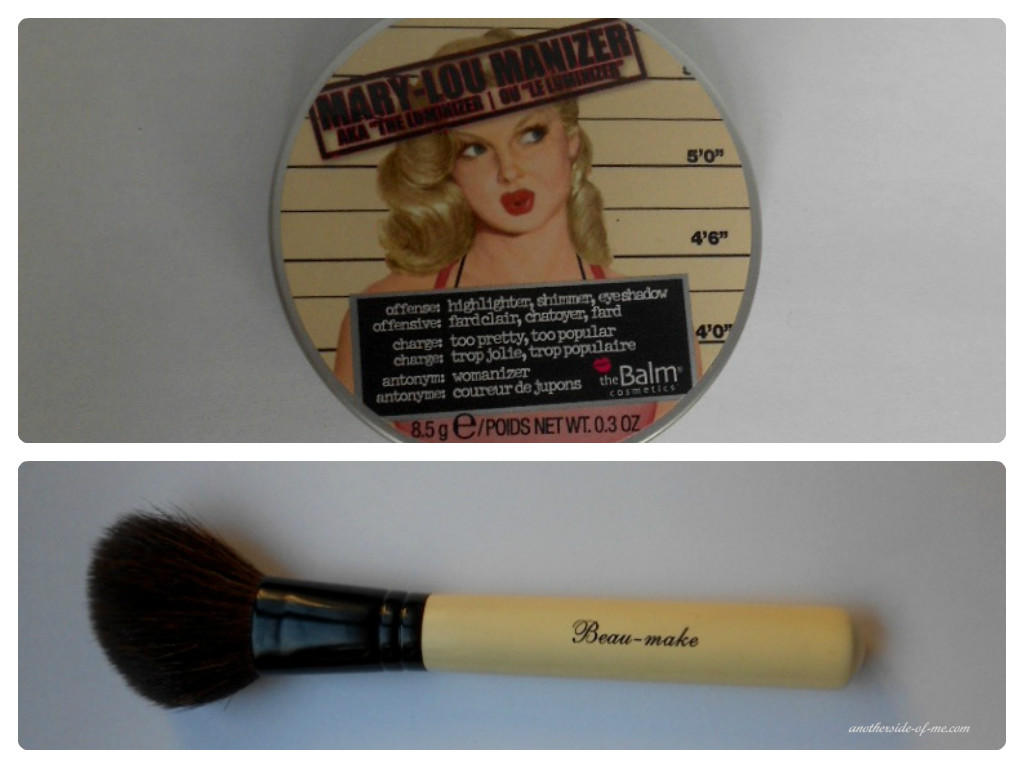 MARY-LOU MANIZER
AKA "THE LUMINIZER | OU "LE LUMINIZER"
5'0"
4'6"
4'0"
offense: highlighter, shimmer, eyeshadow
offensive: fard clair, chatoyer, fard
charge: too pretty, too popular
charge: trop jolie, trop populaire
antonym: womanizer
antonyme: coureur de jupons
theBalm®
cosmetics
8.5 g e/POIDS NET WT. 0.3 OZ
Beau-make
anotherside-of-me.com